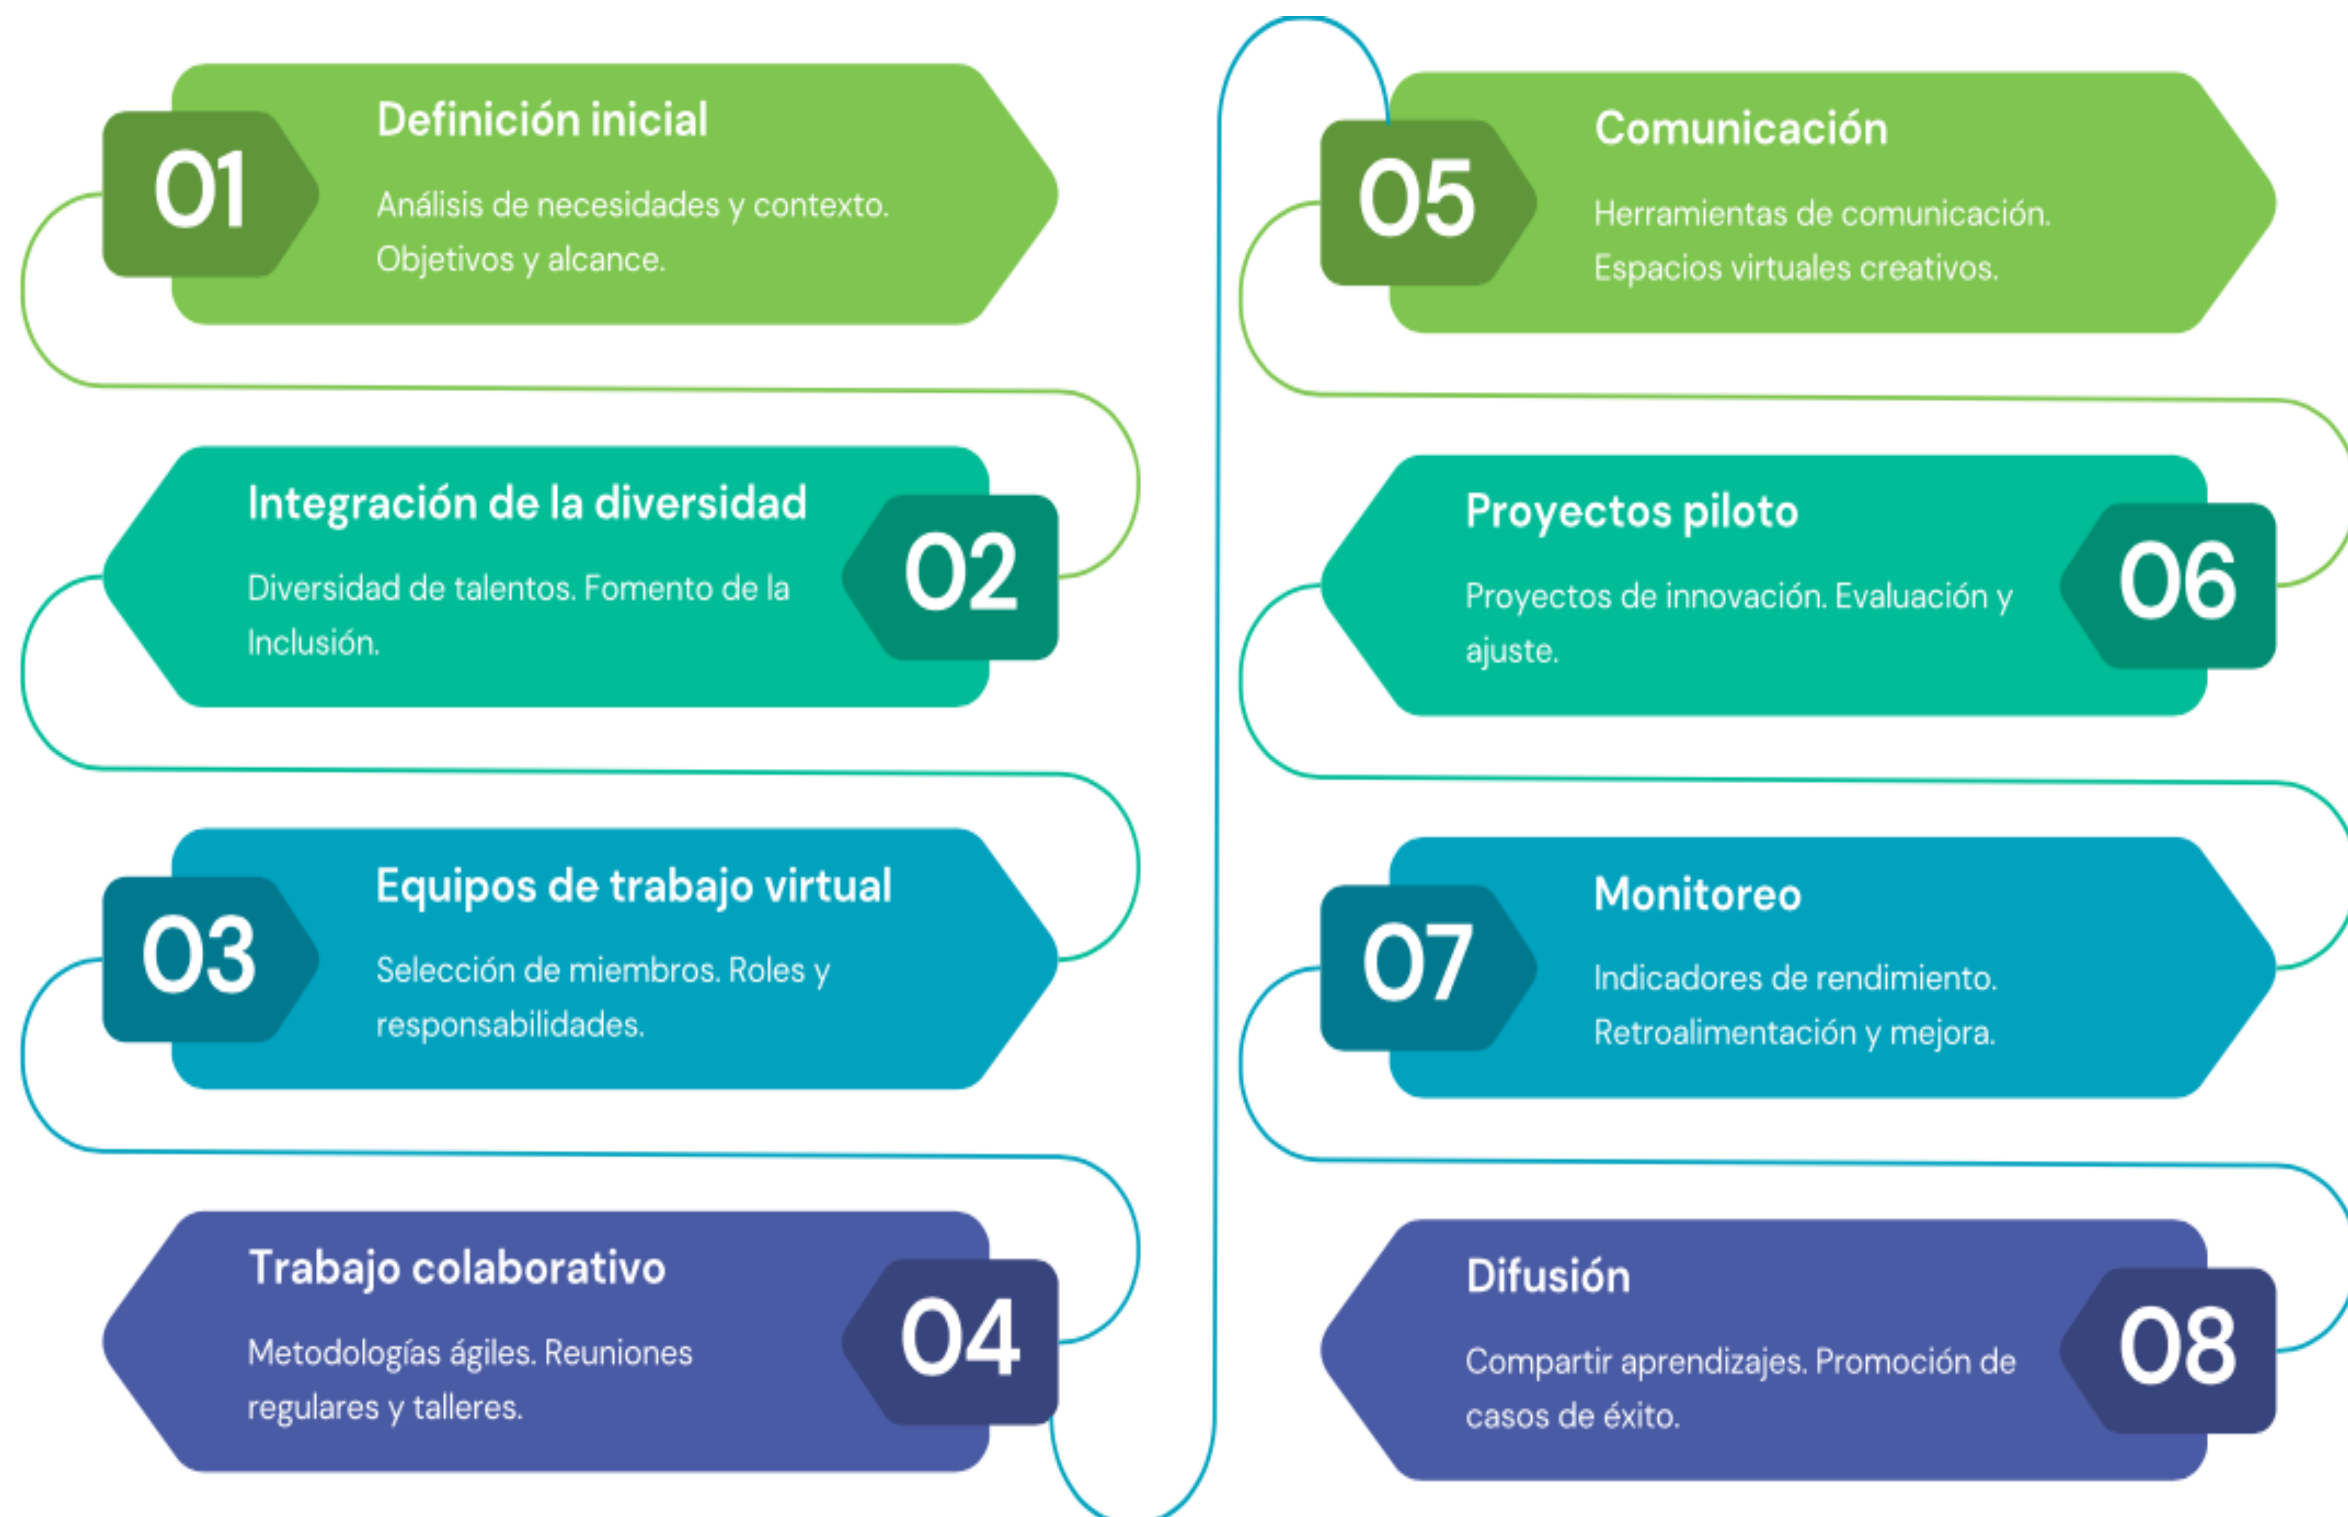 01
Definición inicial
Análisis de necesidades y contexto.
Objetivos y alcance.
02
Integración de la diversidad
Diversidad de talentos. Fomento de la
Inclusión.
03
Equipos de trabajo virtual
Selección de miembros. Roles y
responsabilidades.
04
Trabajo colaborativo
Metodologías ágiles. Reuniones
regulares y talleres.
05
Comunicación
Herramientas de comunicación.
Espacios virtuales creativos.
06
Proyectos piloto
Proyectos de innovación. Evaluación y
ajuste.
07
Monitoreo
Indicadores de rendimiento.
Retroalimentación y mejora.
08
Difusión
Compartir aprendizajes. Promoción de
casos de éxito.